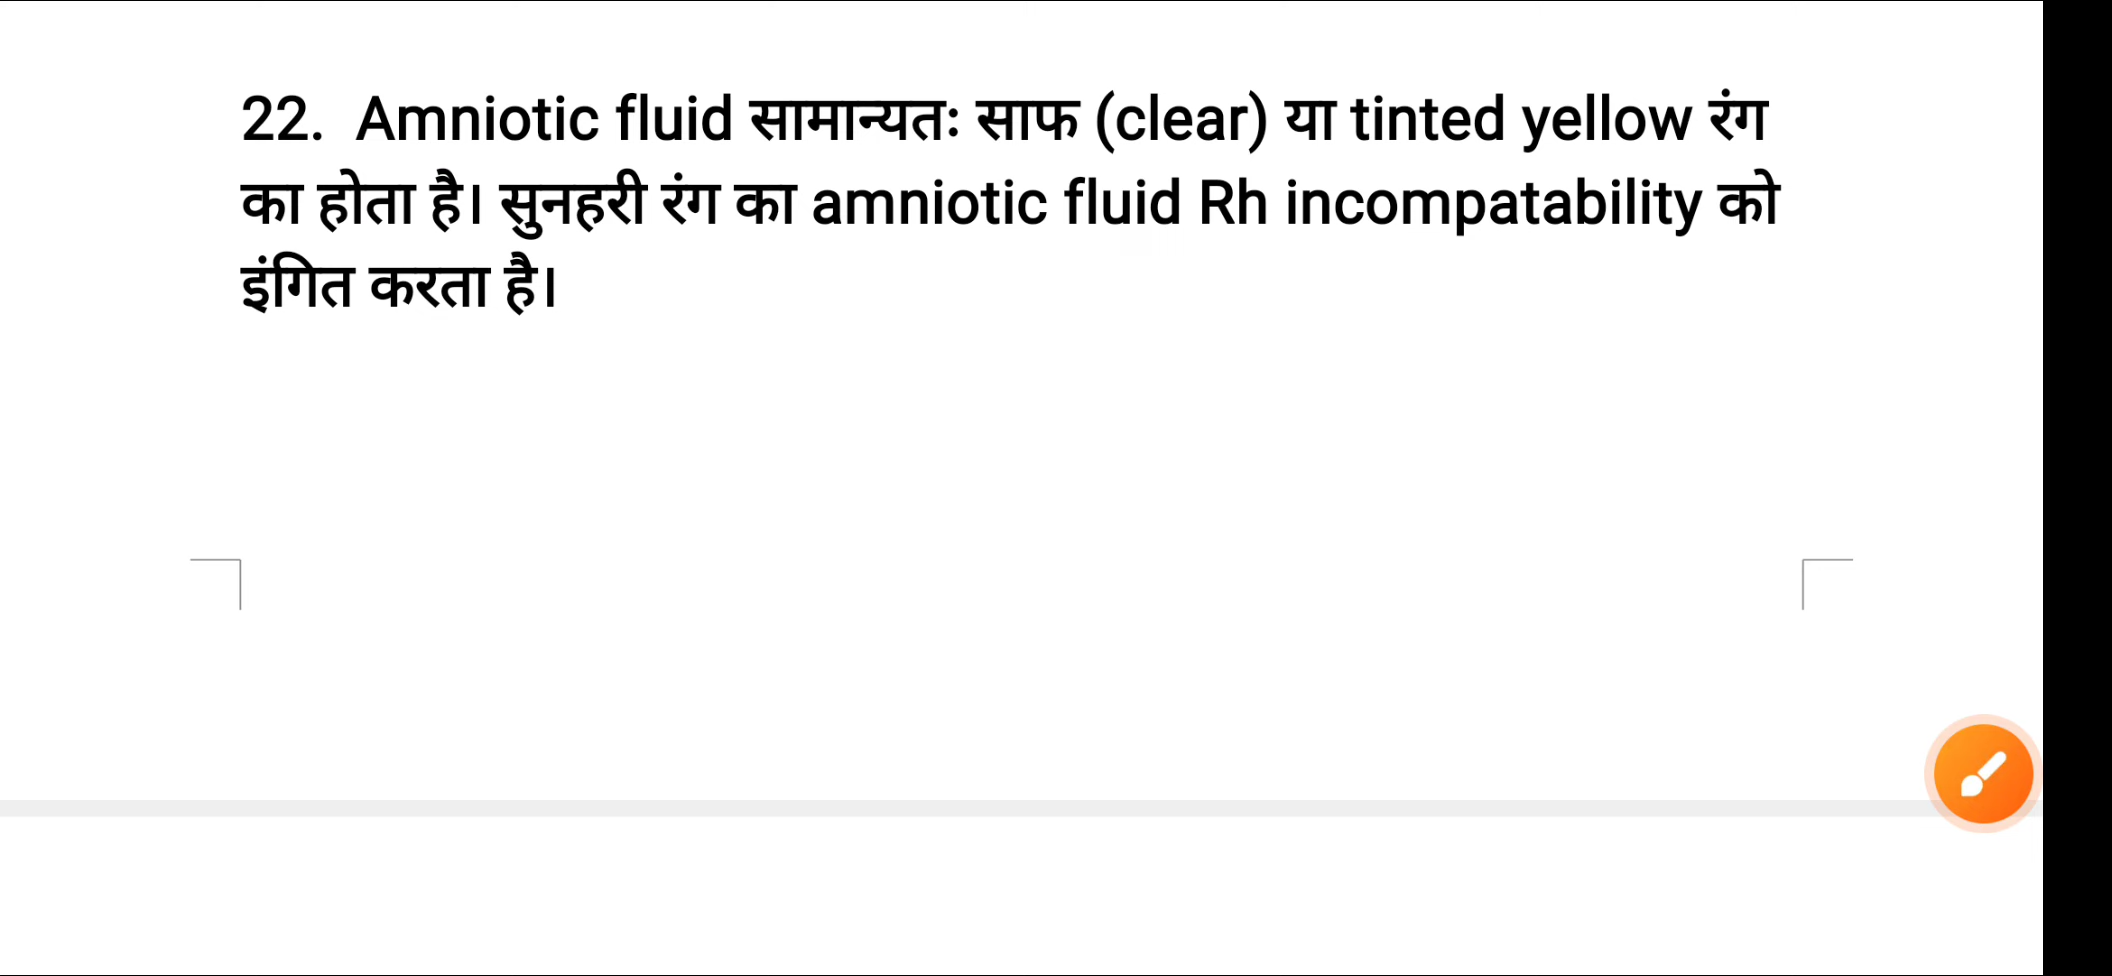 22. Amniotic fluid सामान्यतः साफ (clear) या tinted yellow रंग
का होता है। सुनहरी रंग का amniotic fluid Rh incompatability को
इंगित करता है।